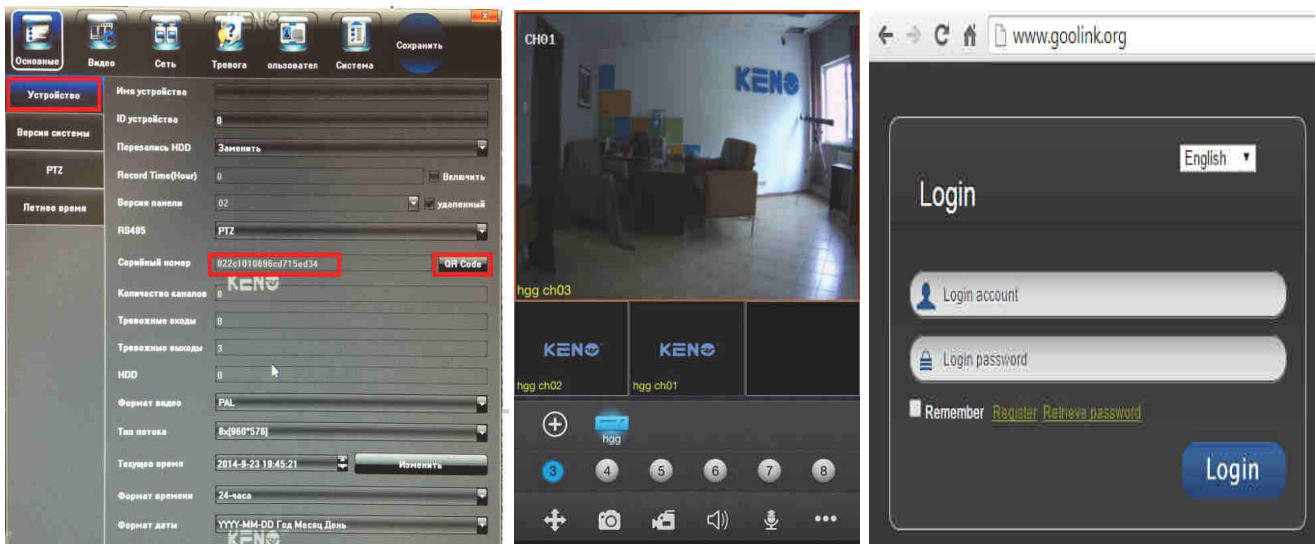 KENO
Основные
Видео
Сеть
Тревога
ользовател
Система
Сохранить
x
Устройство
Версия системы
PTZ
Летнее время
Имя устройства
ID устройства
0
Перезапись HDD
Заменить
Record Time(Hour)
0
Включить
Версия панели
02
удаленный
RS485
PTZ
Серийный номер
022c1010696cd715ed34
QR Code
KENO
Количество каналов
8
Тревожные входы
8
Тревожные выходы
3
HDD
0
Формат видео
PAL
Тип потока
8x(960*576)
Текущее время
2014-9-23 19:45:21
Изменить
Формат времени
24-часа
Формат даты
YYYY-MM-DD Год Месяц День
KENO
CH01
KENO
hgg ch03
KENO
KENO
hgg ch02
hgg ch01
hgg
3
4
5
6
7
8
www.goolink.org
English
Login
Login account
Login password
Remember Register Retrieve password
Login